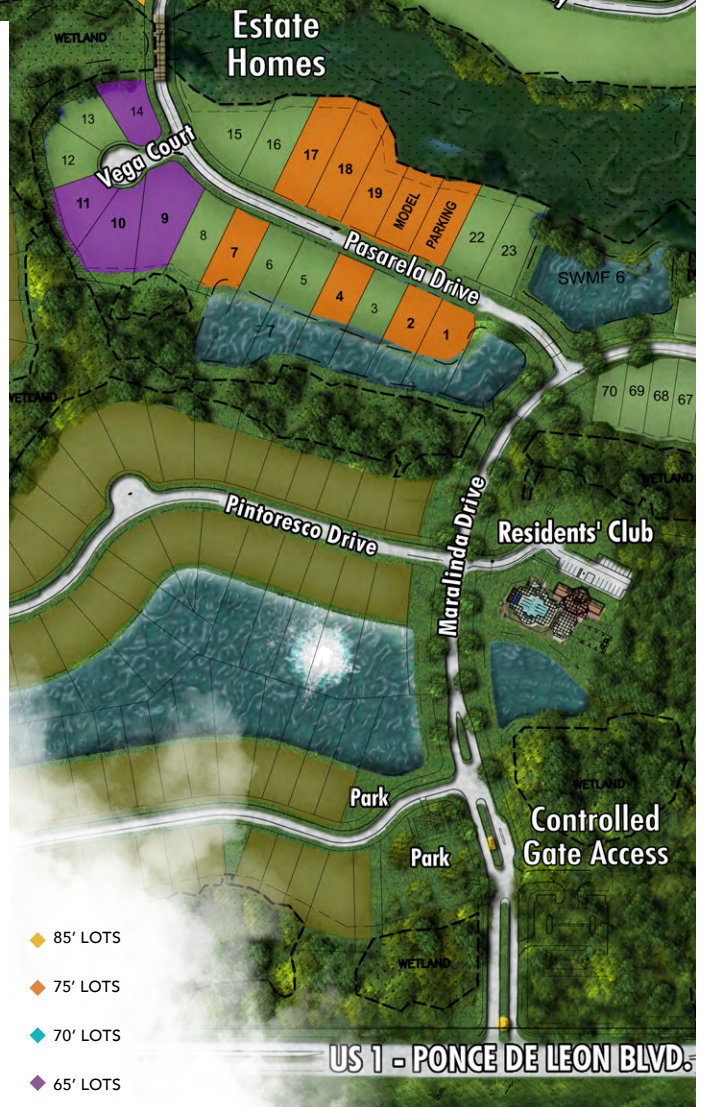 Estate
Homes
WETLAND
13
14
12
Vega Court
11
10
9
15
16
17
18
19
MODEL
PARKING
22
23
8
7
6
5
4
3
2
1
Pasarela Drive
SWMF 6
70
69
68
67
WETLAND
WETLAND
Pintoresco Drive
Maralinda Drive
Residents' Club
WETLAND
Park
Park
Controlled
Gate Access
WETLAND
85' LOTS
75' LOTS
70' LOTS
65' LOTS
US 1 - PONCE DE LEON BLVD.